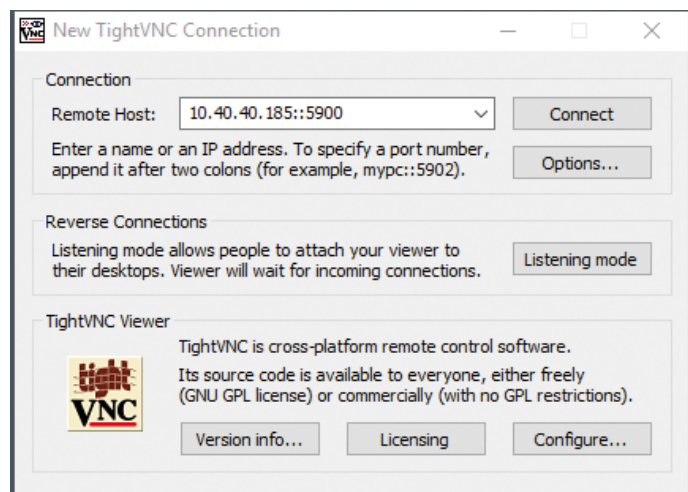 VNC New TightVNC Connection
Connection
Remote Host: 10.40.40.185::5900 Connect
Enter a name or an IP address. To specify a port number,
append it after two colons (for example, mypc::5902).
Options...
Reverse Connections
Listening mode allows people to attach your viewer to
their desktops. Viewer will wait for incoming connections.
Listening mode
TightVNC Viewer
tight
VNC
TightVNC is cross-platform remote control software.
Its source code is available to everyone, either freely
(GNU GPL license) or commercially (with no GPL restrictions).
Version info... Licensing Configure...